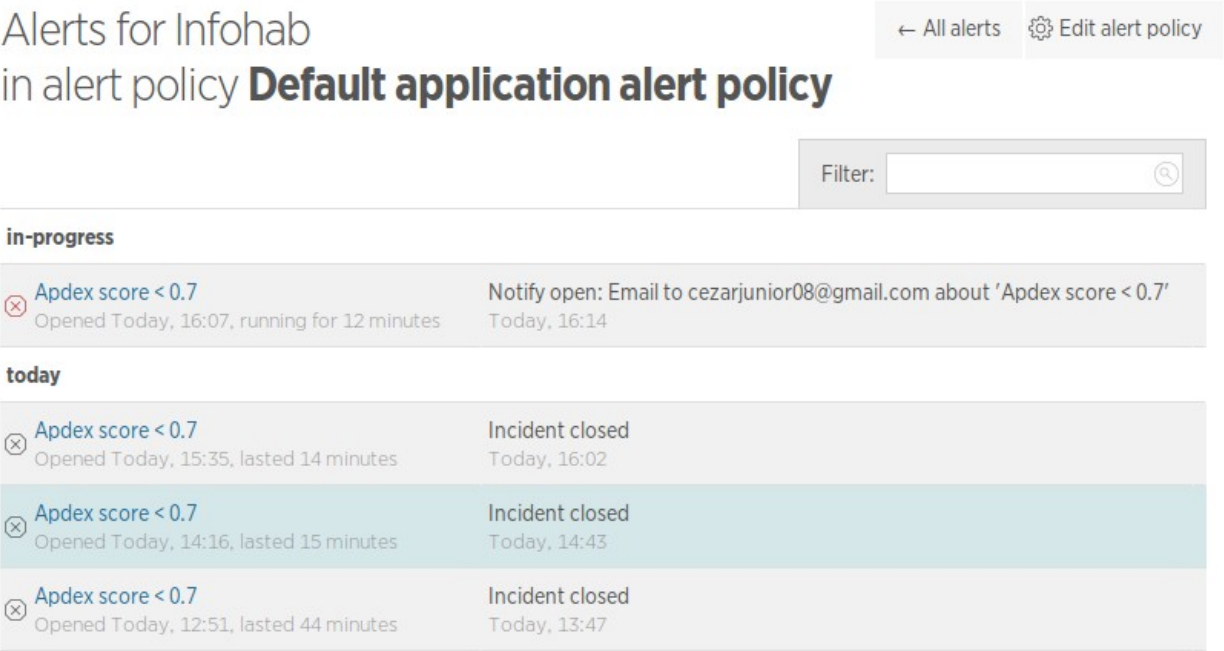 Alerts for Infohab
in alert policy Default application alert policy
← All alerts
Edit alert policy
Filter:
in-progress
Apdex score < 0.7
Notify open: Email to cezarjunior08@gmail.com about 'Apdex score < 0.7'
Opened Today, 16:07, running for 12 minutes
Today, 16:14
today
Apdex score < 0.7
Incident closed
Opened Today, 15:35, lasted 14 minutes
Today, 16:02
Apdex score < 0.7
Incident closed
Opened Today, 14:16, lasted 15 minutes
Today, 14:43
Apdex score < 0.7
Incident closed
Opened Today, 12:51, lasted 44 minutes
Today, 13:47